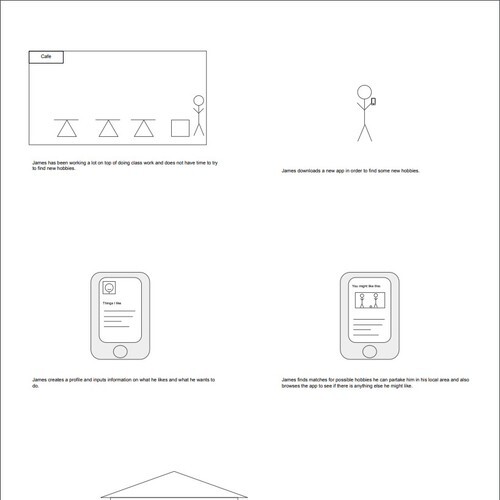 Cafe
James has been working a lot on top of doing class work and does not have time to try
to find new hobbies.
James downloads a new app in order to find some new hobbies.
Things I like
You might like this:
James creates a profile and inputs information on what he likes and what he wants to
do.
James finds matches for possible hobbies he can partake him in his local area and also
browses the app to see if there is anything else he might like.